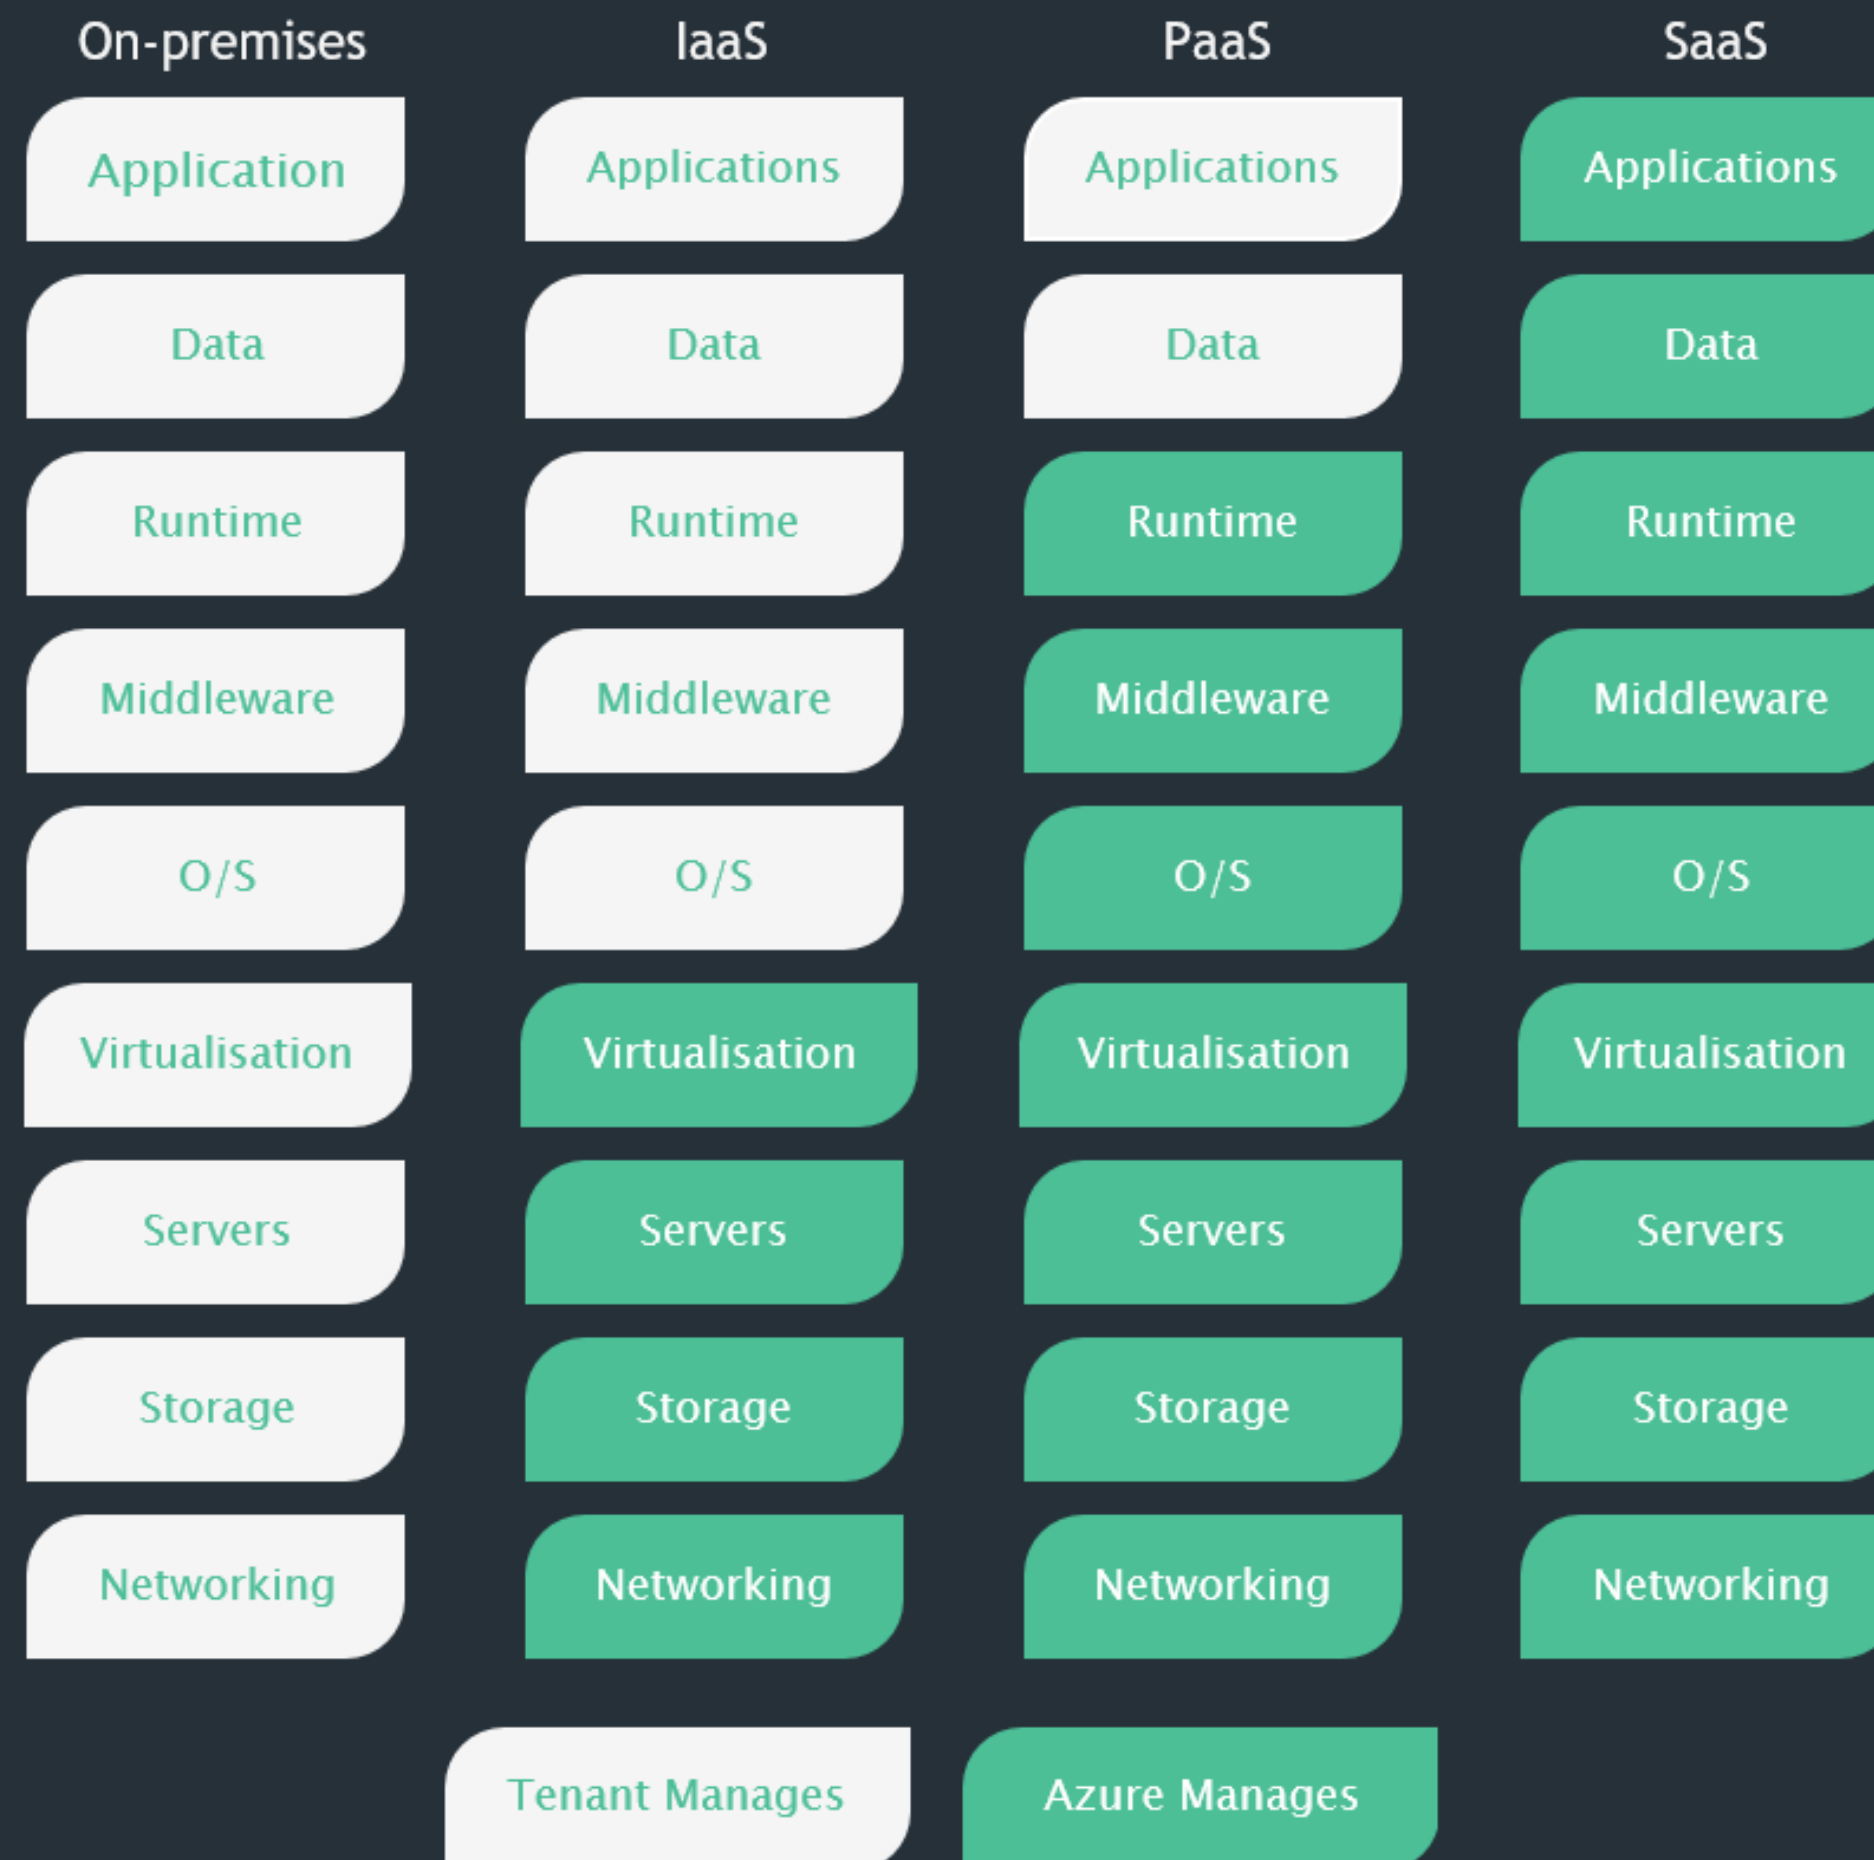 On-premises IaaS PaaS SaaS
Application Applications Applications Applications
Data Data Data Data
Runtime Runtime Runtime Runtime
Middleware Middleware Middleware Middleware
O/S O/S O/S O/S
Virtualisation Virtualisation Virtualisation Virtualisation
Servers Servers Servers Servers
Storage Storage Storage Storage
Networking Networking Networking Networking
Tenant Manages Azure Manages